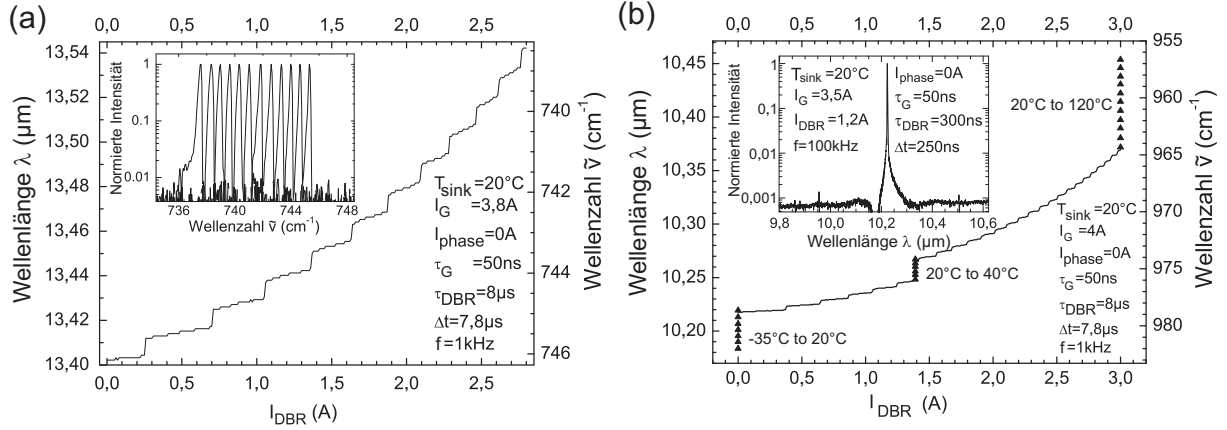 (a)
0,0 0,5 1,0 1,5 2,0 2,5
13,54
13,52
13,50
13,48
13,46
13,44
13,42
13,40
Wellenlänge λ (µm)
Normierte Intensität
1
0.1
0.01
736 740 744 748
Wellenzahl ṽ (cm⁻¹)
T_sink=20°C
I_G=3,8A
I_phase=0A
τ_G=50ns
τ_DBR=8µs
Δt=7,8µs
f=1kHz
740
742
744
746
Wellenzahl ṽ (cm⁻¹)
0,0 0,5 1,0 1,5 2,0 2,5
I_DBR (A)
(b)
0,0 0,5 1,0 1,5 2,0 2,5 3,0
10,45
10,40
10,35
10,30
10,25
10,20
Wellenlänge λ (µm)
Normierte Intensität
1
0,1
0,01
0,001
T_sink=20°C
I_G=3,5A
I_DBR=1,2A
f=100kHz
I_phase=0A
τ_G=50ns
τ_DBR=300ns
Δt=250ns
9,8 10,0 10,2 10,4 10,6
Wellenlänge λ (µm)
20°C to 120°C
20°C to 40°C
-35°C to 20°C
T_sink=20°C
I_G=4A
I_phase=0A
τ_G=50ns
τ_DBR=8µs
Δt=7,8µs
f=1kHz
955
960
965
970
975
980
Wellenzahl ṽ (cm⁻¹)
0,0 0,5 1,0 1,5 2,0 2,5 3,0
I_DBR (A)